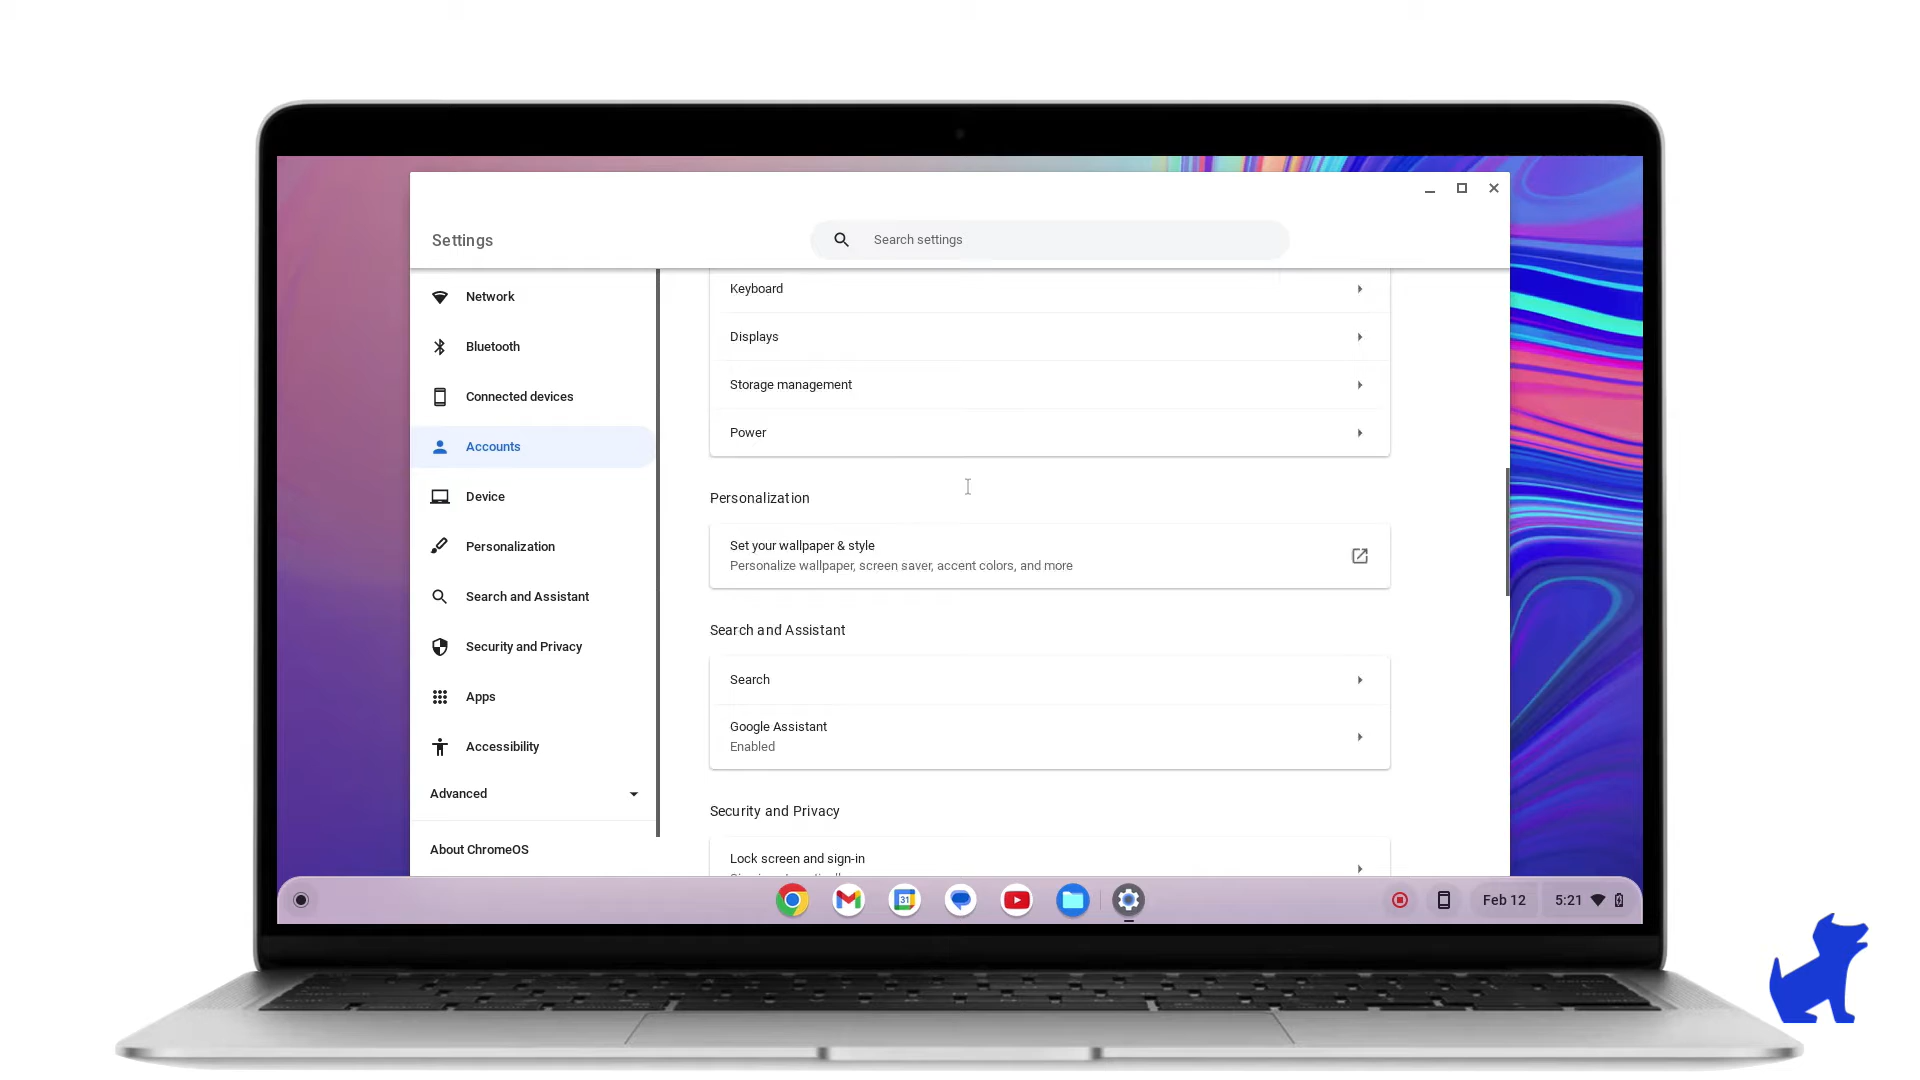 Settings
Search settings
Network
Bluetooth
Connected devices
Accounts
Device
Personalization
Search and Assistant
Security and Privacy
Apps
Accessibility
Advanced
About ChromeOS
Keyboard
Displays
Storage management
Power
Personalization
Set your wallpaper & style
Personalize wallpaper, screen saver, accent colors, and more
Search and Assistant
Search
Google Assistant
Enabled
Security and Privacy
Lock screen and sign-in
31
Feb 12
5:21